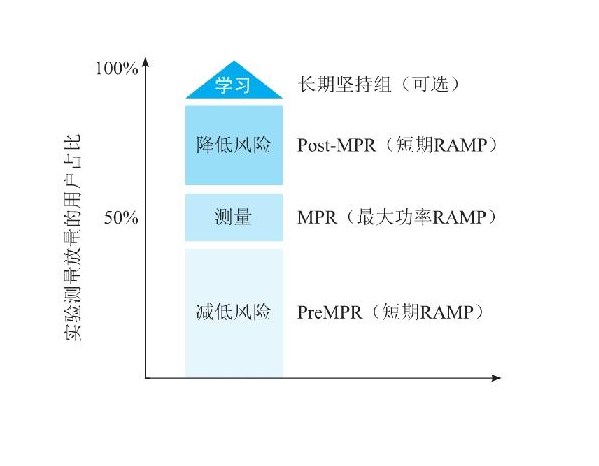 100%
学习
长期坚持组（可选）
降低风险
Post-MPR（短期RAMP）
实验测量放量的用户占比
50%
测量
MPR（最大功率RAMP）
减低风险
PreMPR（短期RAMP）